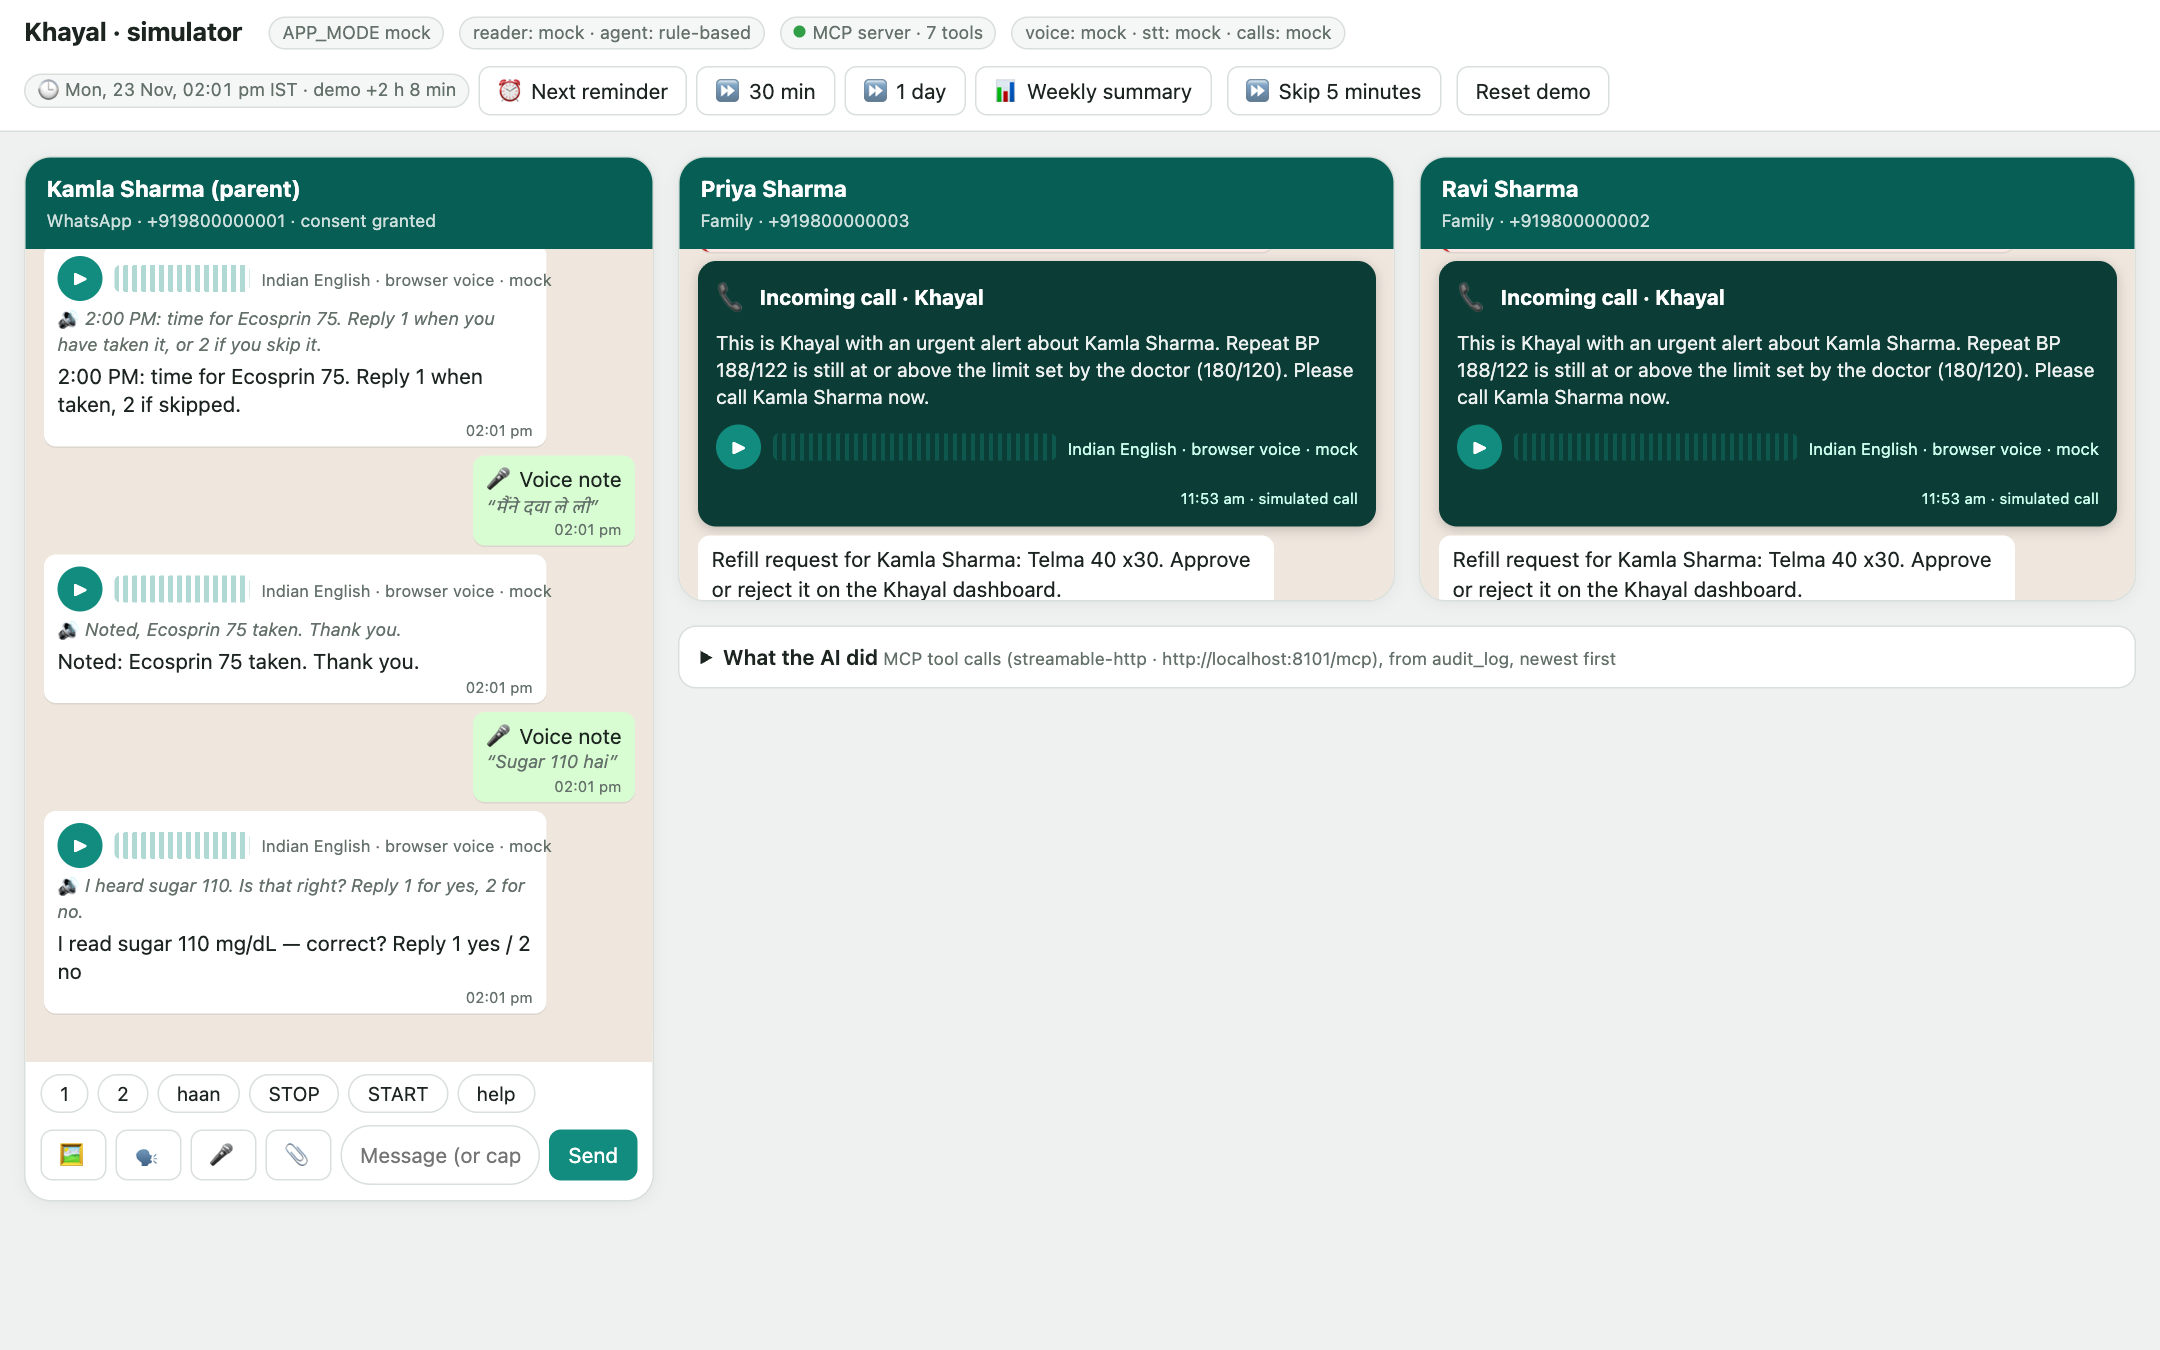 Khayal · simulator
APP_MODE mock
reader: mock · agent: rule-based
MCP server · 7 tools
voice: mock · stt: mock · calls: mock
Mon, 23 Nov, 02:01 pm IST · demo +2 h 8 min
Next reminder
30 min
1 day
Weekly summary
Skip 5 minutes
Reset demo
Kamla Sharma (parent)
WhatsApp · +919800000001 · consent granted
Indian English · browser voice · mock
2:00 PM: time for Ecosprin 75. Reply 1 when you
have taken it, or 2 if you skip it.
2:00 PM: time for Ecosprin 75. Reply 1 when
taken, 2 if skipped.
02:01 pm
Voice note
“मैंने दवा ले ली”
02:01 pm
Indian English · browser voice · mock
Noted, Ecosprin 75 taken. Thank you.
Noted: Ecosprin 75 taken. Thank you.
02:01 pm
Voice note
“Sugar 110 hai”
02:01 pm
Indian English · browser voice · mock
I heard sugar 110. Is that right? Reply 1 for yes, 2 for
no.
I read sugar 110 mg/dL — correct? Reply 1 yes / 2
no
02:01 pm
1
2
haan
STOP
START
help
Message (or cap
Send
Priya Sharma
Family · +919800000003
Incoming call · Khayal
This is Khayal with an urgent alert about Kamla Sharma. Repeat BP
188/122 is still at or above the limit set by the doctor (180/120). Please
call Kamla Sharma now.
Indian English · browser voice · mock
11:53 am · simulated call
Refill request for Kamla Sharma: Telma 40 x30. Approve
or reject it on the Khayal dashboard.
Ravi Sharma
Family · +919800000002
Incoming call · Khayal
This is Khayal with an urgent alert about Kamla Sharma. Repeat BP
188/122 is still at or above the limit set by the doctor (180/120). Please
call Kamla Sharma now.
Indian English · browser voice · mock
11:53 am · simulated call
Refill request for Kamla Sharma: Telma 40 x30. Approve
or reject it on the Khayal dashboard.
What the AI did MCP tool calls (streamable-http · http://localhost:8101/mcp), from audit_log, newest first